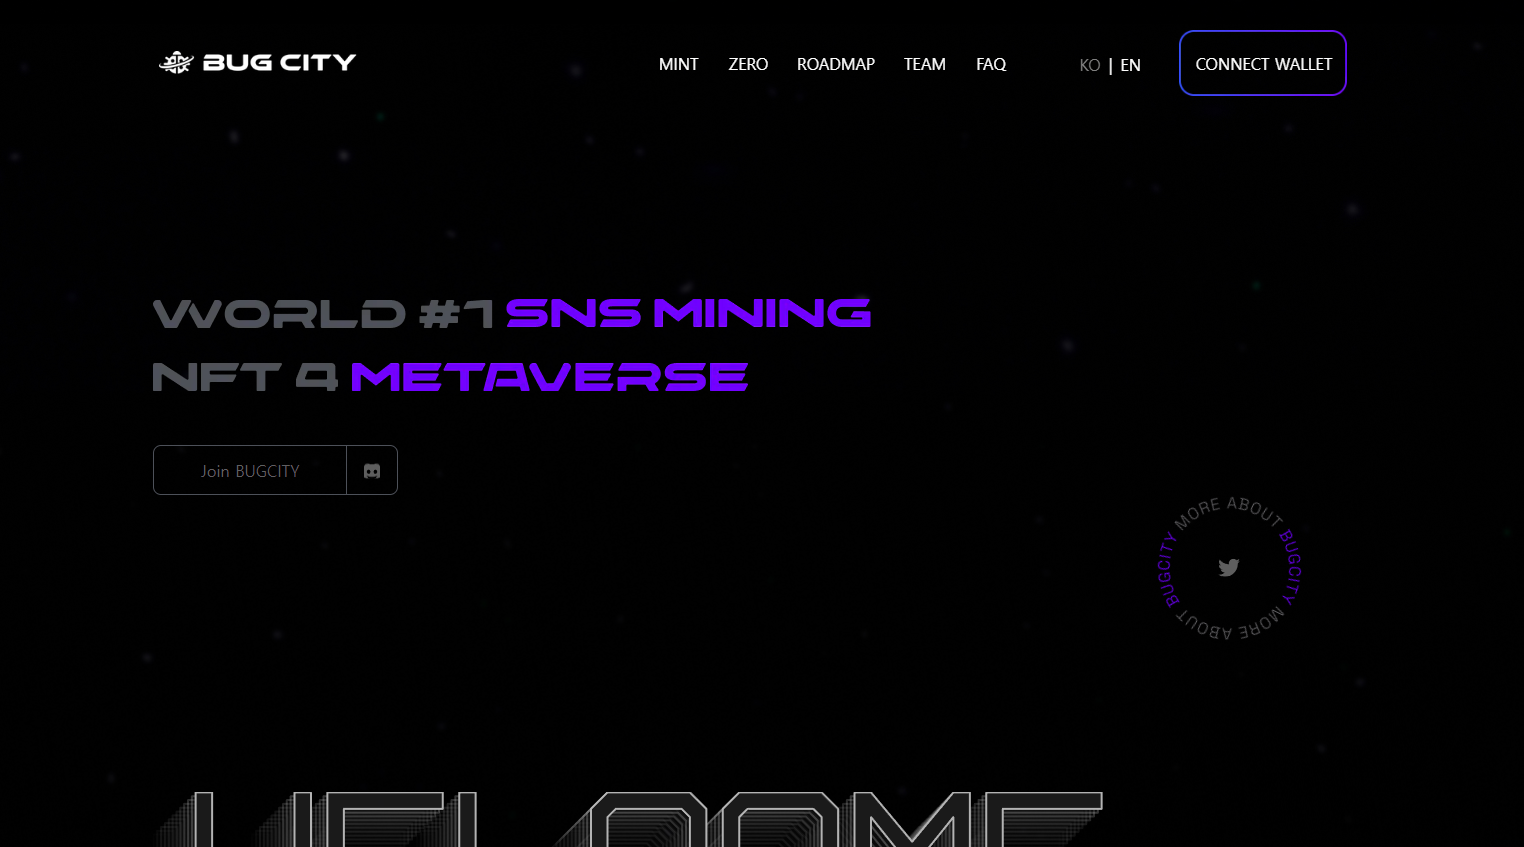 BUG CITY
MINT ZERO ROADMAP TEAM FAQ KO | EN CONNECT WALLET
WORLD #1 SNS MINING
NFT 4 METAVERSE
Join BUGCITY
MORE ABOUT BUGCITY MORE ABOUT BUGCITY
WELCOME